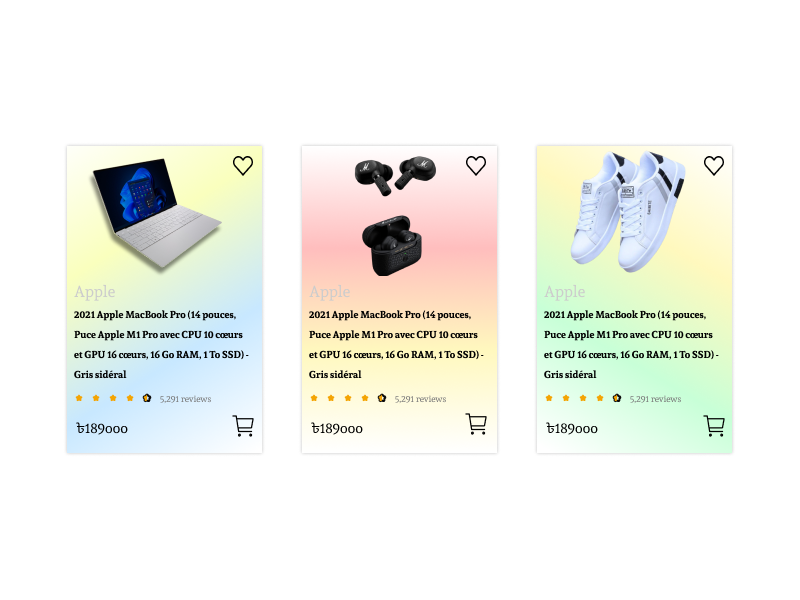 Apple
2021 Apple MacBook Pro (14 pouces,
Puce Apple M1 Pro avec CPU 10 cœurs
et GPU 16 cœurs, 16 Go RAM, 1 To SSD) -
Gris sidéral
5,291 reviews
৳189000
Apple
2021 Apple MacBook Pro (14 pouces,
Puce Apple M1 Pro avec CPU 10 cœurs
et GPU 16 cœurs, 16 Go RAM, 1 To SSD) -
Gris sidéral
5,291 reviews
৳189000
Apple
2021 Apple MacBook Pro (14 pouces,
Puce Apple M1 Pro avec CPU 10 cœurs
et GPU 16 cœurs, 16 Go RAM, 1 To SSD) -
Gris sidéral
5,291 reviews
৳189000